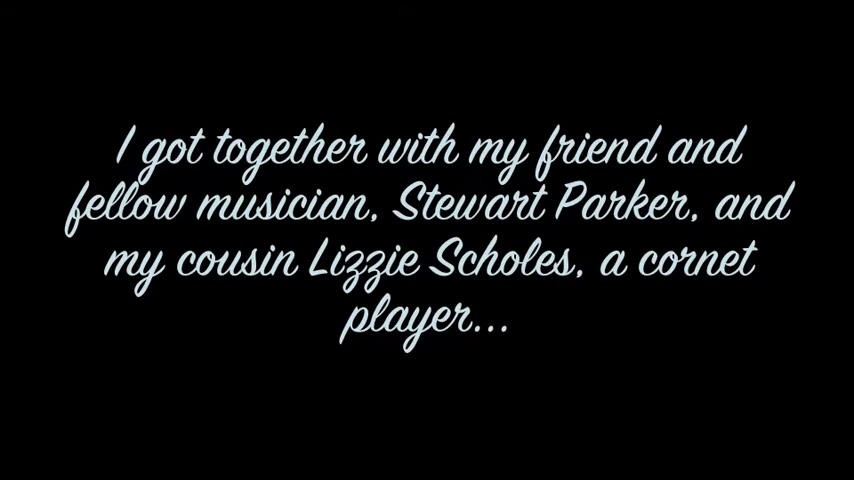 I got together with my friend and
fellow musician, Stewart Parker, and
my cousin Lizzie Scholes, a cornet
player...